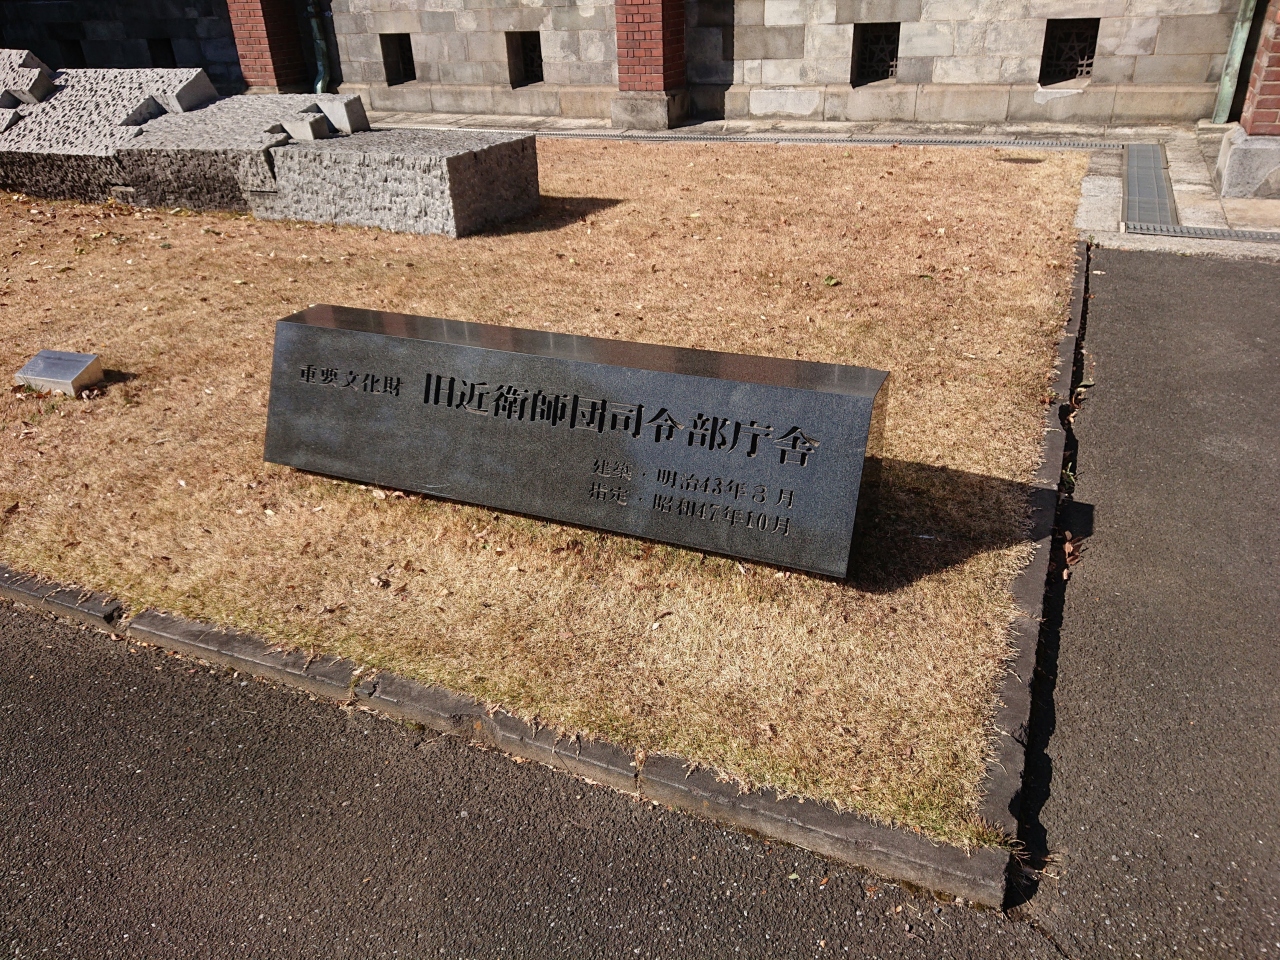 重要文化財 旧近衛師団司令部庁舎
建築・明治43年3月
指定・昭和47年10月